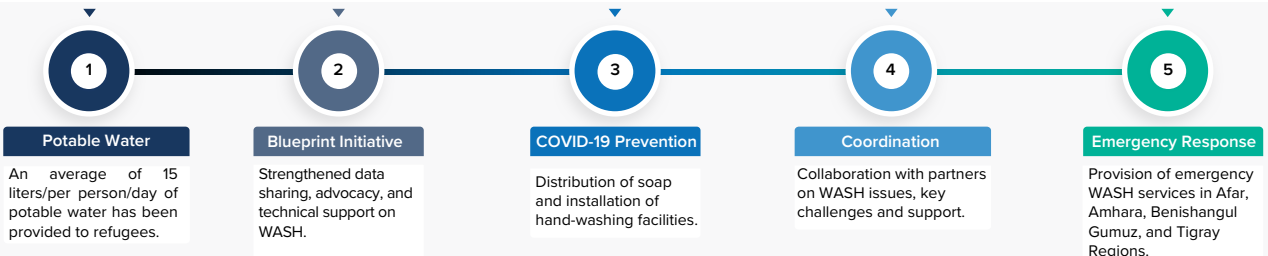 1
2
3
4
5
Potable Water
An average of 15
liters/per person/day of
potable water has been
provided to refugees.
Blueprint Initiative
Strengthened data
sharing, advocacy, and
technical support on
WASH.
COVID-19 Prevention
Distribution of soap
and installation of
hand-washing facilities.
Coordination
Collaboration with partners
on WASH issues, key
challenges and support.
Emergency Response
Provision of emergency
WASH services in Afar,
Amhara, Benishangul
Gumuz, and Tigray
Regions.